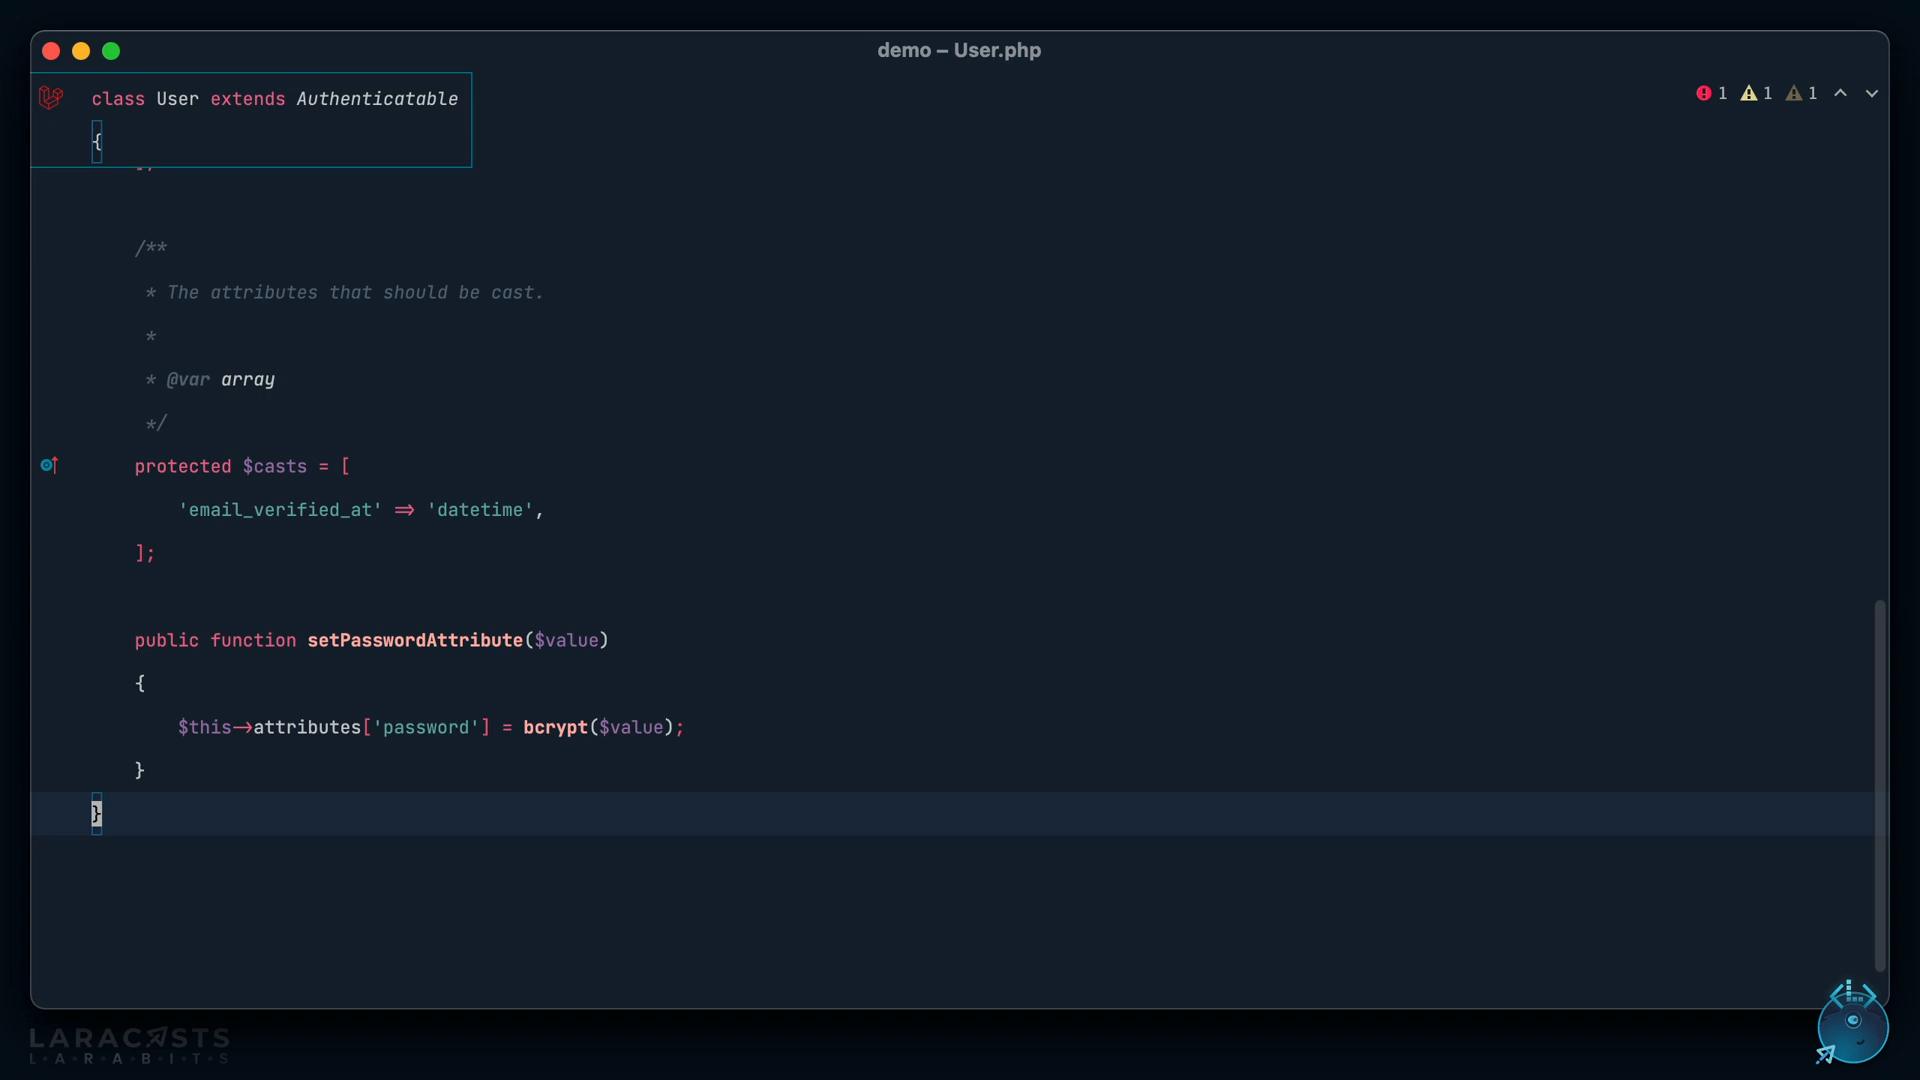 demo – User.php
class User extends Authenticatable
1 1 1
{
];
/**
* The attributes that should be cast.
*
* @var array
*/
protected $casts = [
'email_verified_at' => 'datetime',
];
public function setPasswordAttribute($value)
{
$this->attributes['password'] = bcrypt($value);
}
}
LARACASTS
L·A·R·A·B·I·T·S